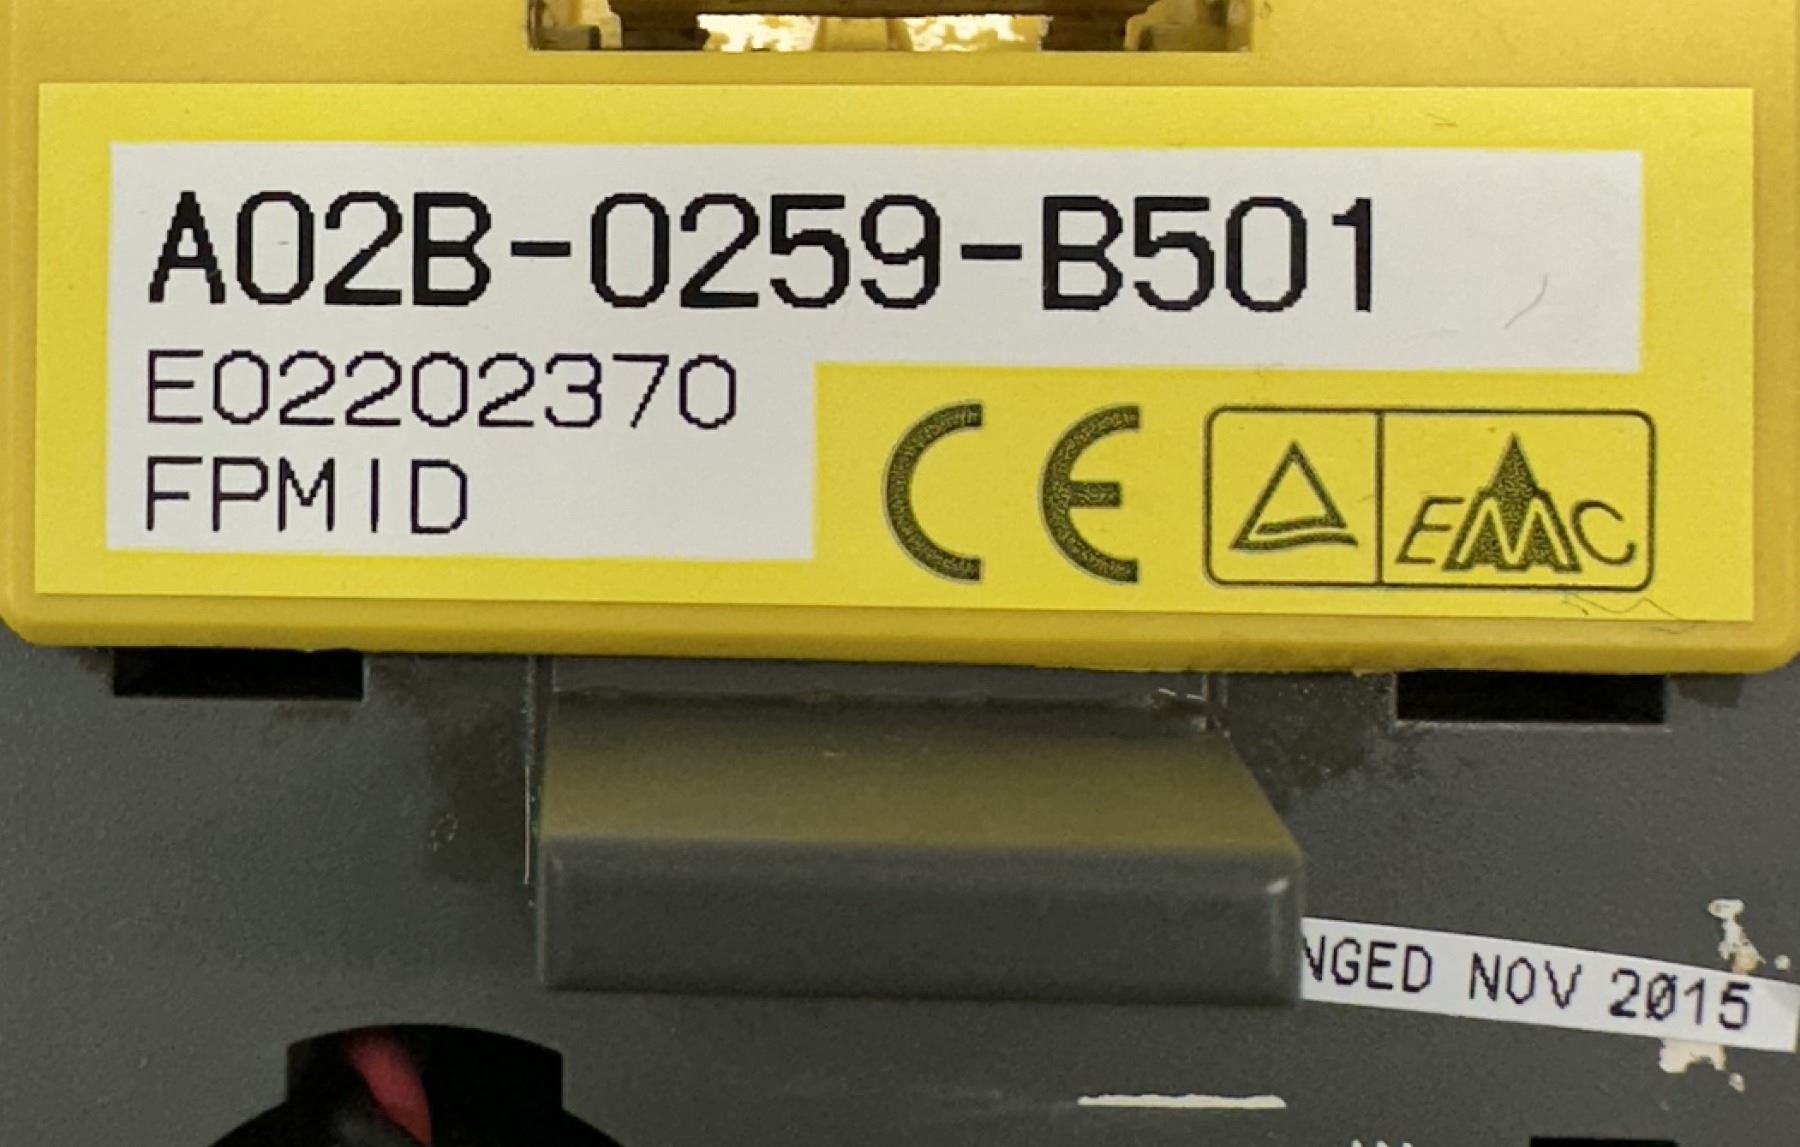 A02B-0259-B501
E02202370
FPMID
CE
EMC
NGED NOV 2015